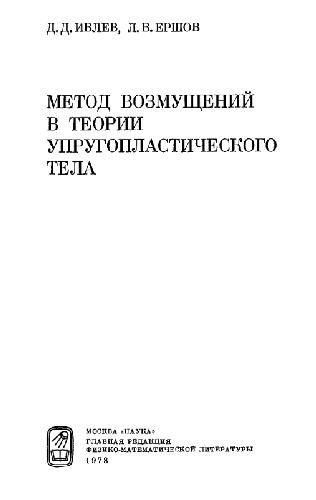 Д. Д. ИВЛЕВ, Л. В. ЕРШОВ
МЕТОД ВОЗМУЩЕНИЙ
В ТЕОРИИ
УПРУГОПЛАСТИЧЕСКОГО
ТЕЛА
МОСКВА «НАУКА»
ГЛАВНАЯ РЕДАКЦИЯ
ФИЗИКО-МАТЕМАТИЧЕСКОЙ ЛИТЕРАТУРЫ
1978